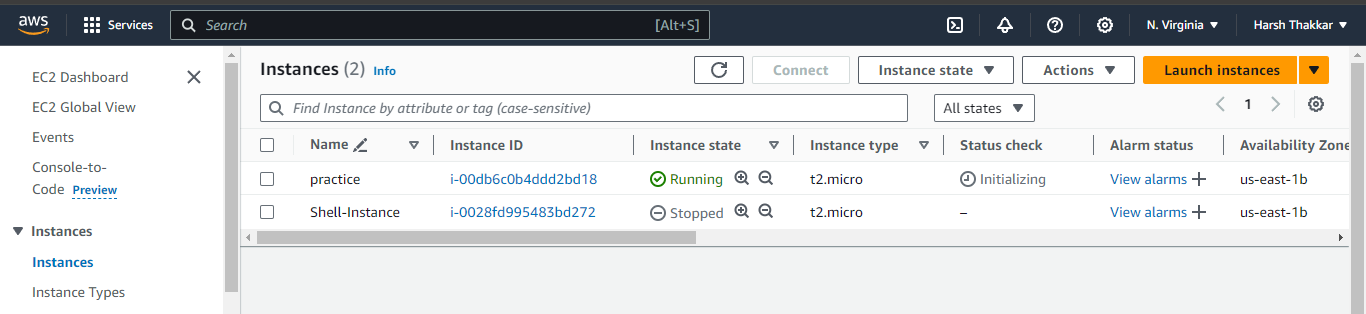 aws Services Search [Alt+S] N. Virginia Harsh Thakkar
EC2 Dashboard
EC2 Global View
Events
Console-to-
Code Preview
Instances
Instances
Instance Types
Instances (2) Info Connect Instance state Actions Launch instances
Find Instance by attribute or tag (case-sensitive) All states 1
Name Instance ID Instance state Instance type Status check Alarm status Availability Zone
practice i-00db6c0b4ddd2bd18 Running t2.micro Initializing View alarms us-east-1b
Shell-Instance i-0028fd995483bd272 Stopped t2.micro – View alarms us-east-1b